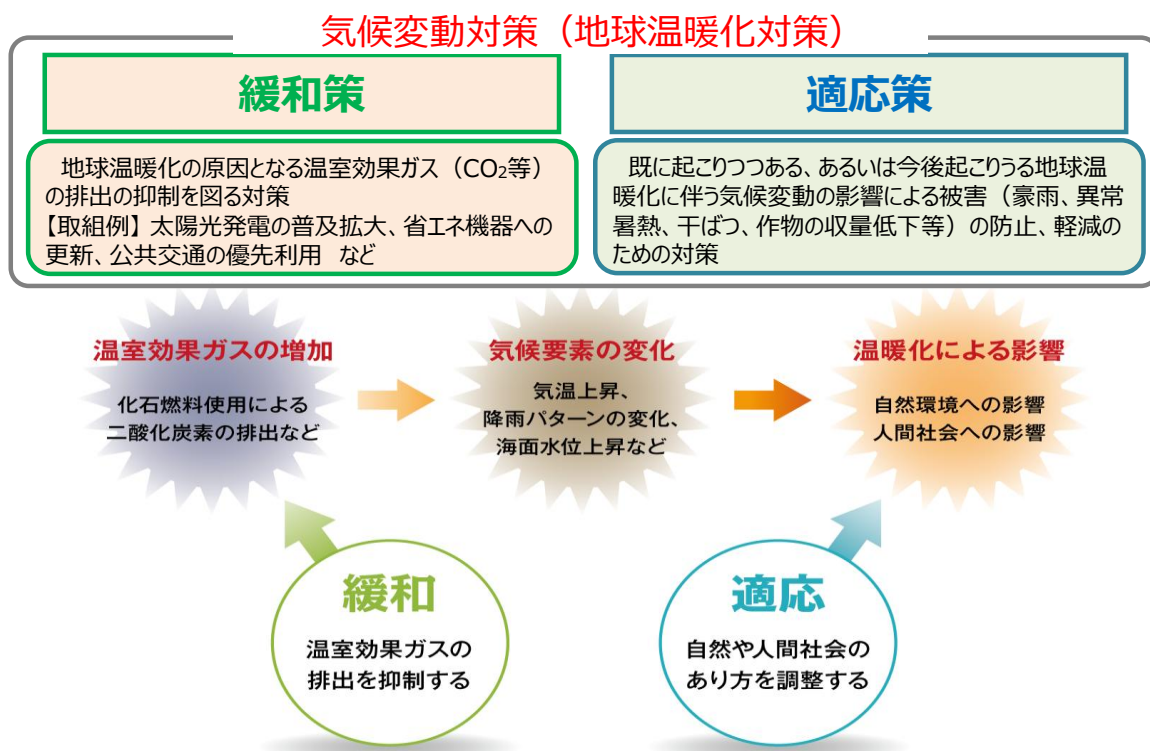 気候変動対策（地球温暖化対策）
緩和策
地球温暖化の原因となる温室効果ガス（CO₂等）
の排出の抑制を図る対策
【取組例】太陽光発電の普及拡大、省エネ機器への
更新、公共交通の優先利用 など
適応策
既に起こりつつある、あるいは今後起こりうる地球温
暖化に伴う気候変動の影響による被害（豪雨、異常
暑熱、干ばつ、作物の収量低下等）の防止、軽減の
ための対策
温室効果ガスの増加
化石燃料使用による
二酸化炭素の排出など
気候要素の変化
気温上昇、
降雨パターンの変化、
海面水位上昇など
温暖化による影響
自然環境への影響
人間社会への影響
緩和
温室効果ガスの
排出を抑制する
適応
自然や人間社会の
あり方を調整する